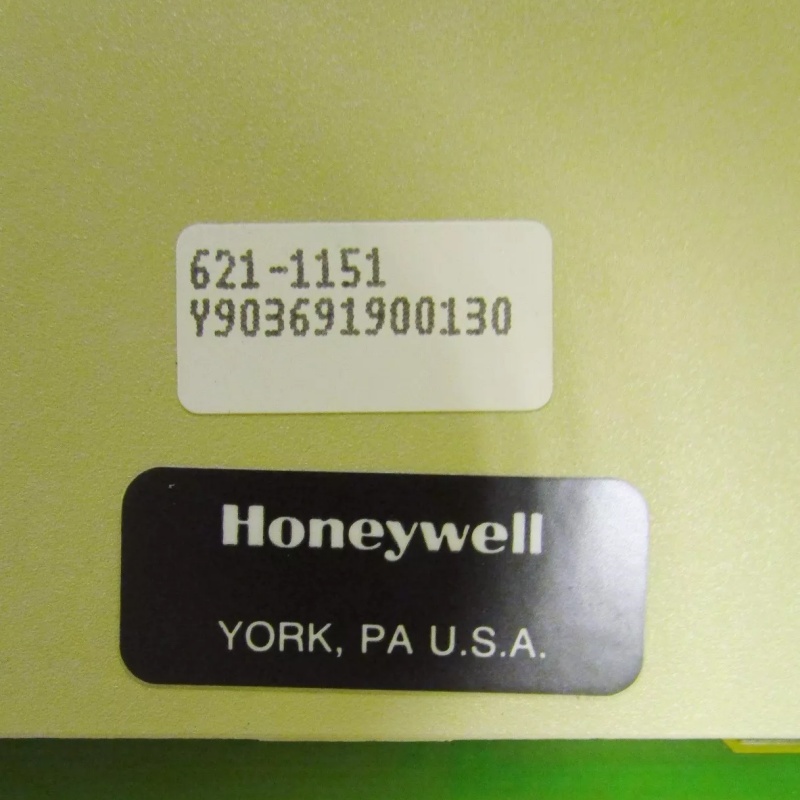 621-1151
Y903691900130
Honeywell
YORK, PA U.S.A.